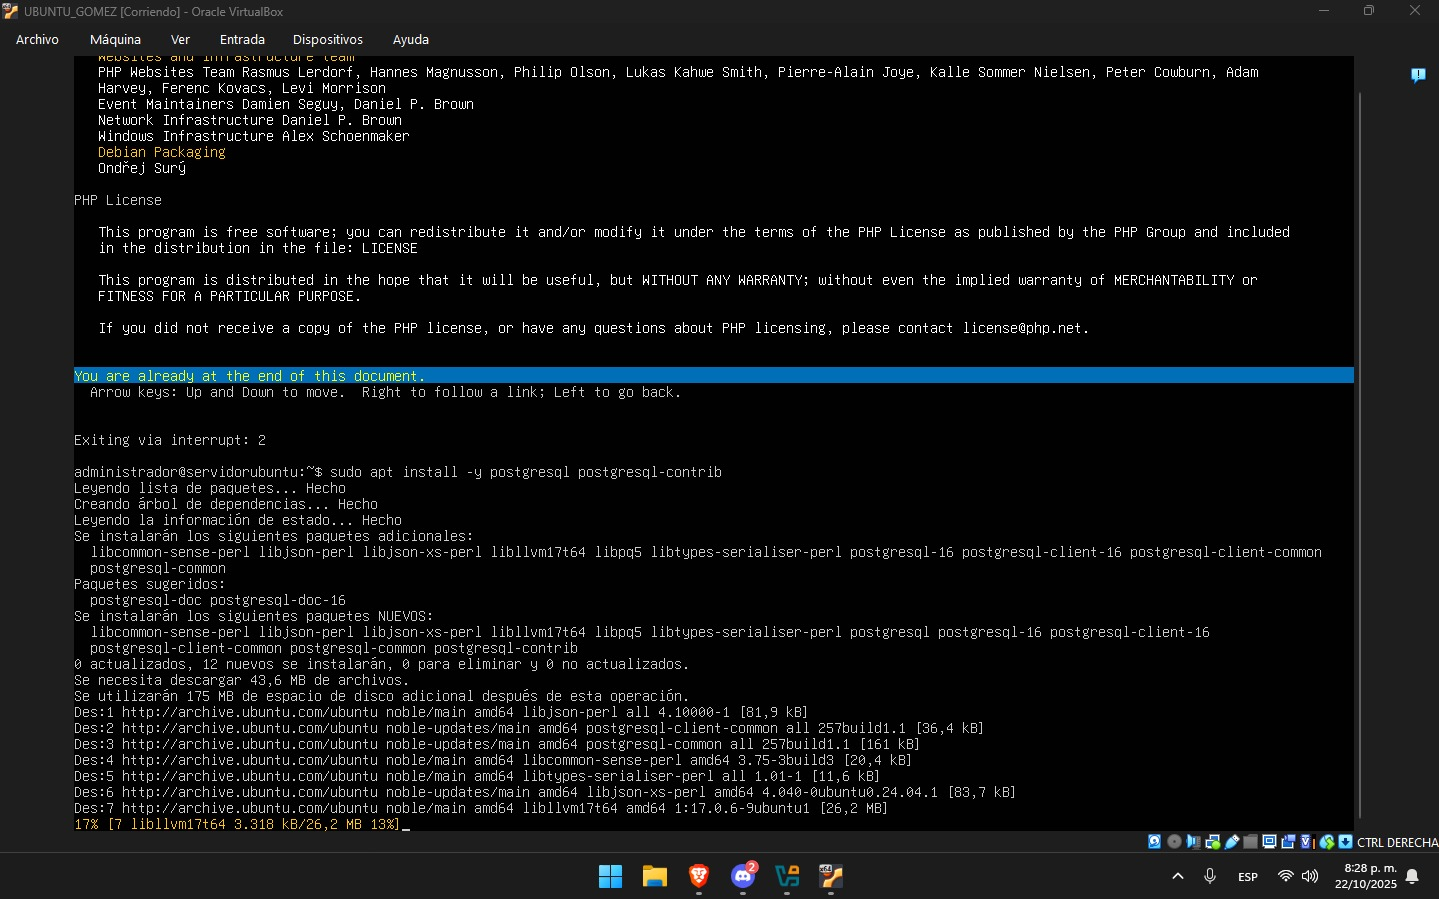 UBUNTU_GOMEZ [Corriendo] - Oracle VirtualBox
Archivo Máquina Ver Entrada Dispositivos Ayuda
Websites and Infrastructure team
PHP Websites Team Rasmus Lerdorf, Hannes Magnusson, Philip Olson, Lukas Kahwe Smith, Pierre-Alain Joye, Kalle Sommer Nielsen, Peter Cowburn, Adam
Harvey, Ferenc Kovacs, Levi Morrison
Event Maintainers Damien Seguy, Daniel P. Brown
Network Infrastructure Daniel P. Brown
Windows Infrastructure Alex Schoenmaker
Debian Packaging
Ondřej Surý
PHP License
This program is free software; you can redistribute it and/or modify it under the terms of the PHP License as published by the PHP Group and included
in the distribution in the file: LICENSE
This program is distributed in the hope that it will be useful, but WITHOUT ANY WARRANTY; without even the implied warranty of MERCHANTABILITY or
FITNESS FOR A PARTICULAR PURPOSE.
If you did not receive a copy of the PHP license, or have any questions about PHP licensing, please contact license@php.net.
You are already at the end of this document.
Arrow keys: Up and Down to move.  Right to follow a link; Left to go back.
Exiting via interrupt: 2
administrador@servidorubuntu:~$ sudo apt install -y postgresql postgresql-contrib
Leyendo lista de paquetes... Hecho
Creando árbol de dependencias... Hecho
Leyendo la información de estado... Hecho
Se instalarán los siguientes paquetes adicionales:
libcommon-sense-perl libjson-perl libjson-xs-perl libllvm17t64 libpq5 libtypes-serialiser-perl postgresql-16 postgresql-client-16 postgresql-client-common
postgresql-common
Paquetes sugeridos:
postgresql-doc postgresql-doc-16
Se instalarán los siguientes paquetes NUEVOS:
libcommon-sense-perl libjson-perl libjson-xs-perl libllvm17t64 libpq5 libtypes-serialiser-perl postgresql postgresql-16 postgresql-client-16
postgresql-client-common postgresql-common postgresql-contrib
0 actualizados, 12 nuevos se instalarán, 0 para eliminar y 0 no actualizados.
Se necesita descargar 43,6 MB de archivos.
Se utilizarán 175 MB de espacio de disco adicional después de esta operación.
Des:1 http://archive.ubuntu.com/ubuntu noble/main amd64 libjson-perl all 4.10000-1 [81,9 kB]
Des:2 http://archive.ubuntu.com/ubuntu noble-updates/main amd64 postgresql-client-common all 257build1.1 [36,4 kB]
Des:3 http://archive.ubuntu.com/ubuntu noble-updates/main amd64 postgresql-common all 257build1.1 [161 kB]
Des:4 http://archive.ubuntu.com/ubuntu noble/main amd64 libcommon-sense-perl amd64 3.75-3build3 [20,4 kB]
Des:5 http://archive.ubuntu.com/ubuntu noble/main amd64 libtypes-serialiser-perl all 1.01-1 [11,6 kB]
Des:6 http://archive.ubuntu.com/ubuntu noble-updates/main amd64 libjson-xs-perl amd64 4.040-0ubuntu0.24.04.1 [83,7 kB]
Des:7 http://archive.ubuntu.com/ubuntu noble/main amd64 libllvm17t64 amd64 1:17.0.6-9ubuntu1 [26,2 MB]
17% [7 libllvm17t64 3.318 kB/26,2 MB 13%]
CTRL DERECHA
2
x64
ESP
8:28 p. m.
22/10/2025